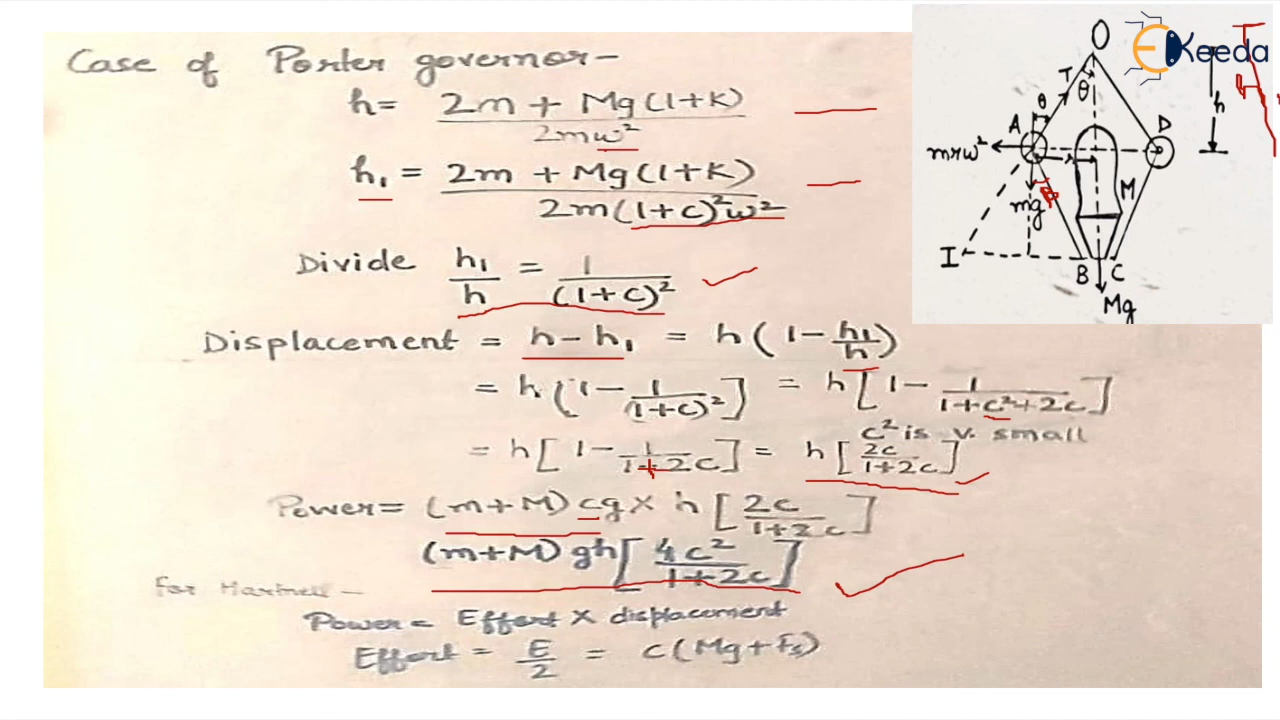 Case of Porter governor-
h = 2m + Mg(1+K) / 2mω²
h₁ = 2m + Mg(1+K) / 2m(1+c)²ω²
Divide h₁/h = 1/(1+c)²
Displacement = h - h₁ = h(1 - h₁/h)
= h(1 - 1/(1+c)²] = h[1 - 1/(1+c²+2c]
c² is v. small
= h[1 - 1/1+2c] = h[2c/1+2c]
Power = (m+M) cg × h[2c/1+2c]
(m+M) gh[4c²/1+2c]
For Hartnell -
Power = Effort × displacement
Effort = E/2 = c(Mg+Fs)
EKeeda
O
T
θ
θ
h
A
D
mrω²
r
mg
β
M
I
B C
Mg